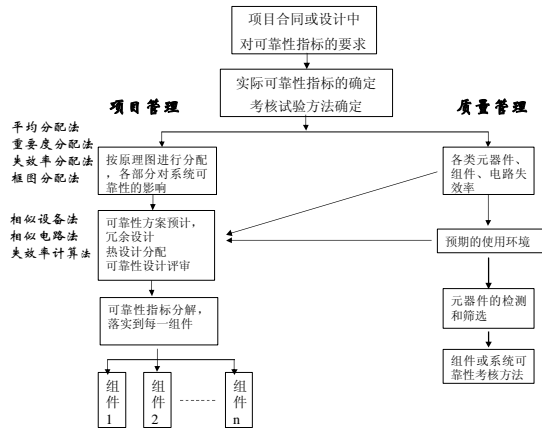 项目合同或设计中
对可靠性指标的要求
实际可靠性指标的确定
考核试验方法确定
项目管理
质量管理
平均分配法
重要度分配法
失效率分配法
框图分配法
按原理图进行分配
，各部分对系统可
靠性的影响
各类元器件、
组件、电路失
效率
相似设备法
相似电路法
失效率计算法
可靠性方案预计，
冗余设计
热设计分配
可靠性设计评审
预期的使用环境
可靠性指标分解，
落实到每一组件
元器件的检测
和筛选
组件或系统
可靠性考核方法
组
件
1
组
件
2
组
件
n